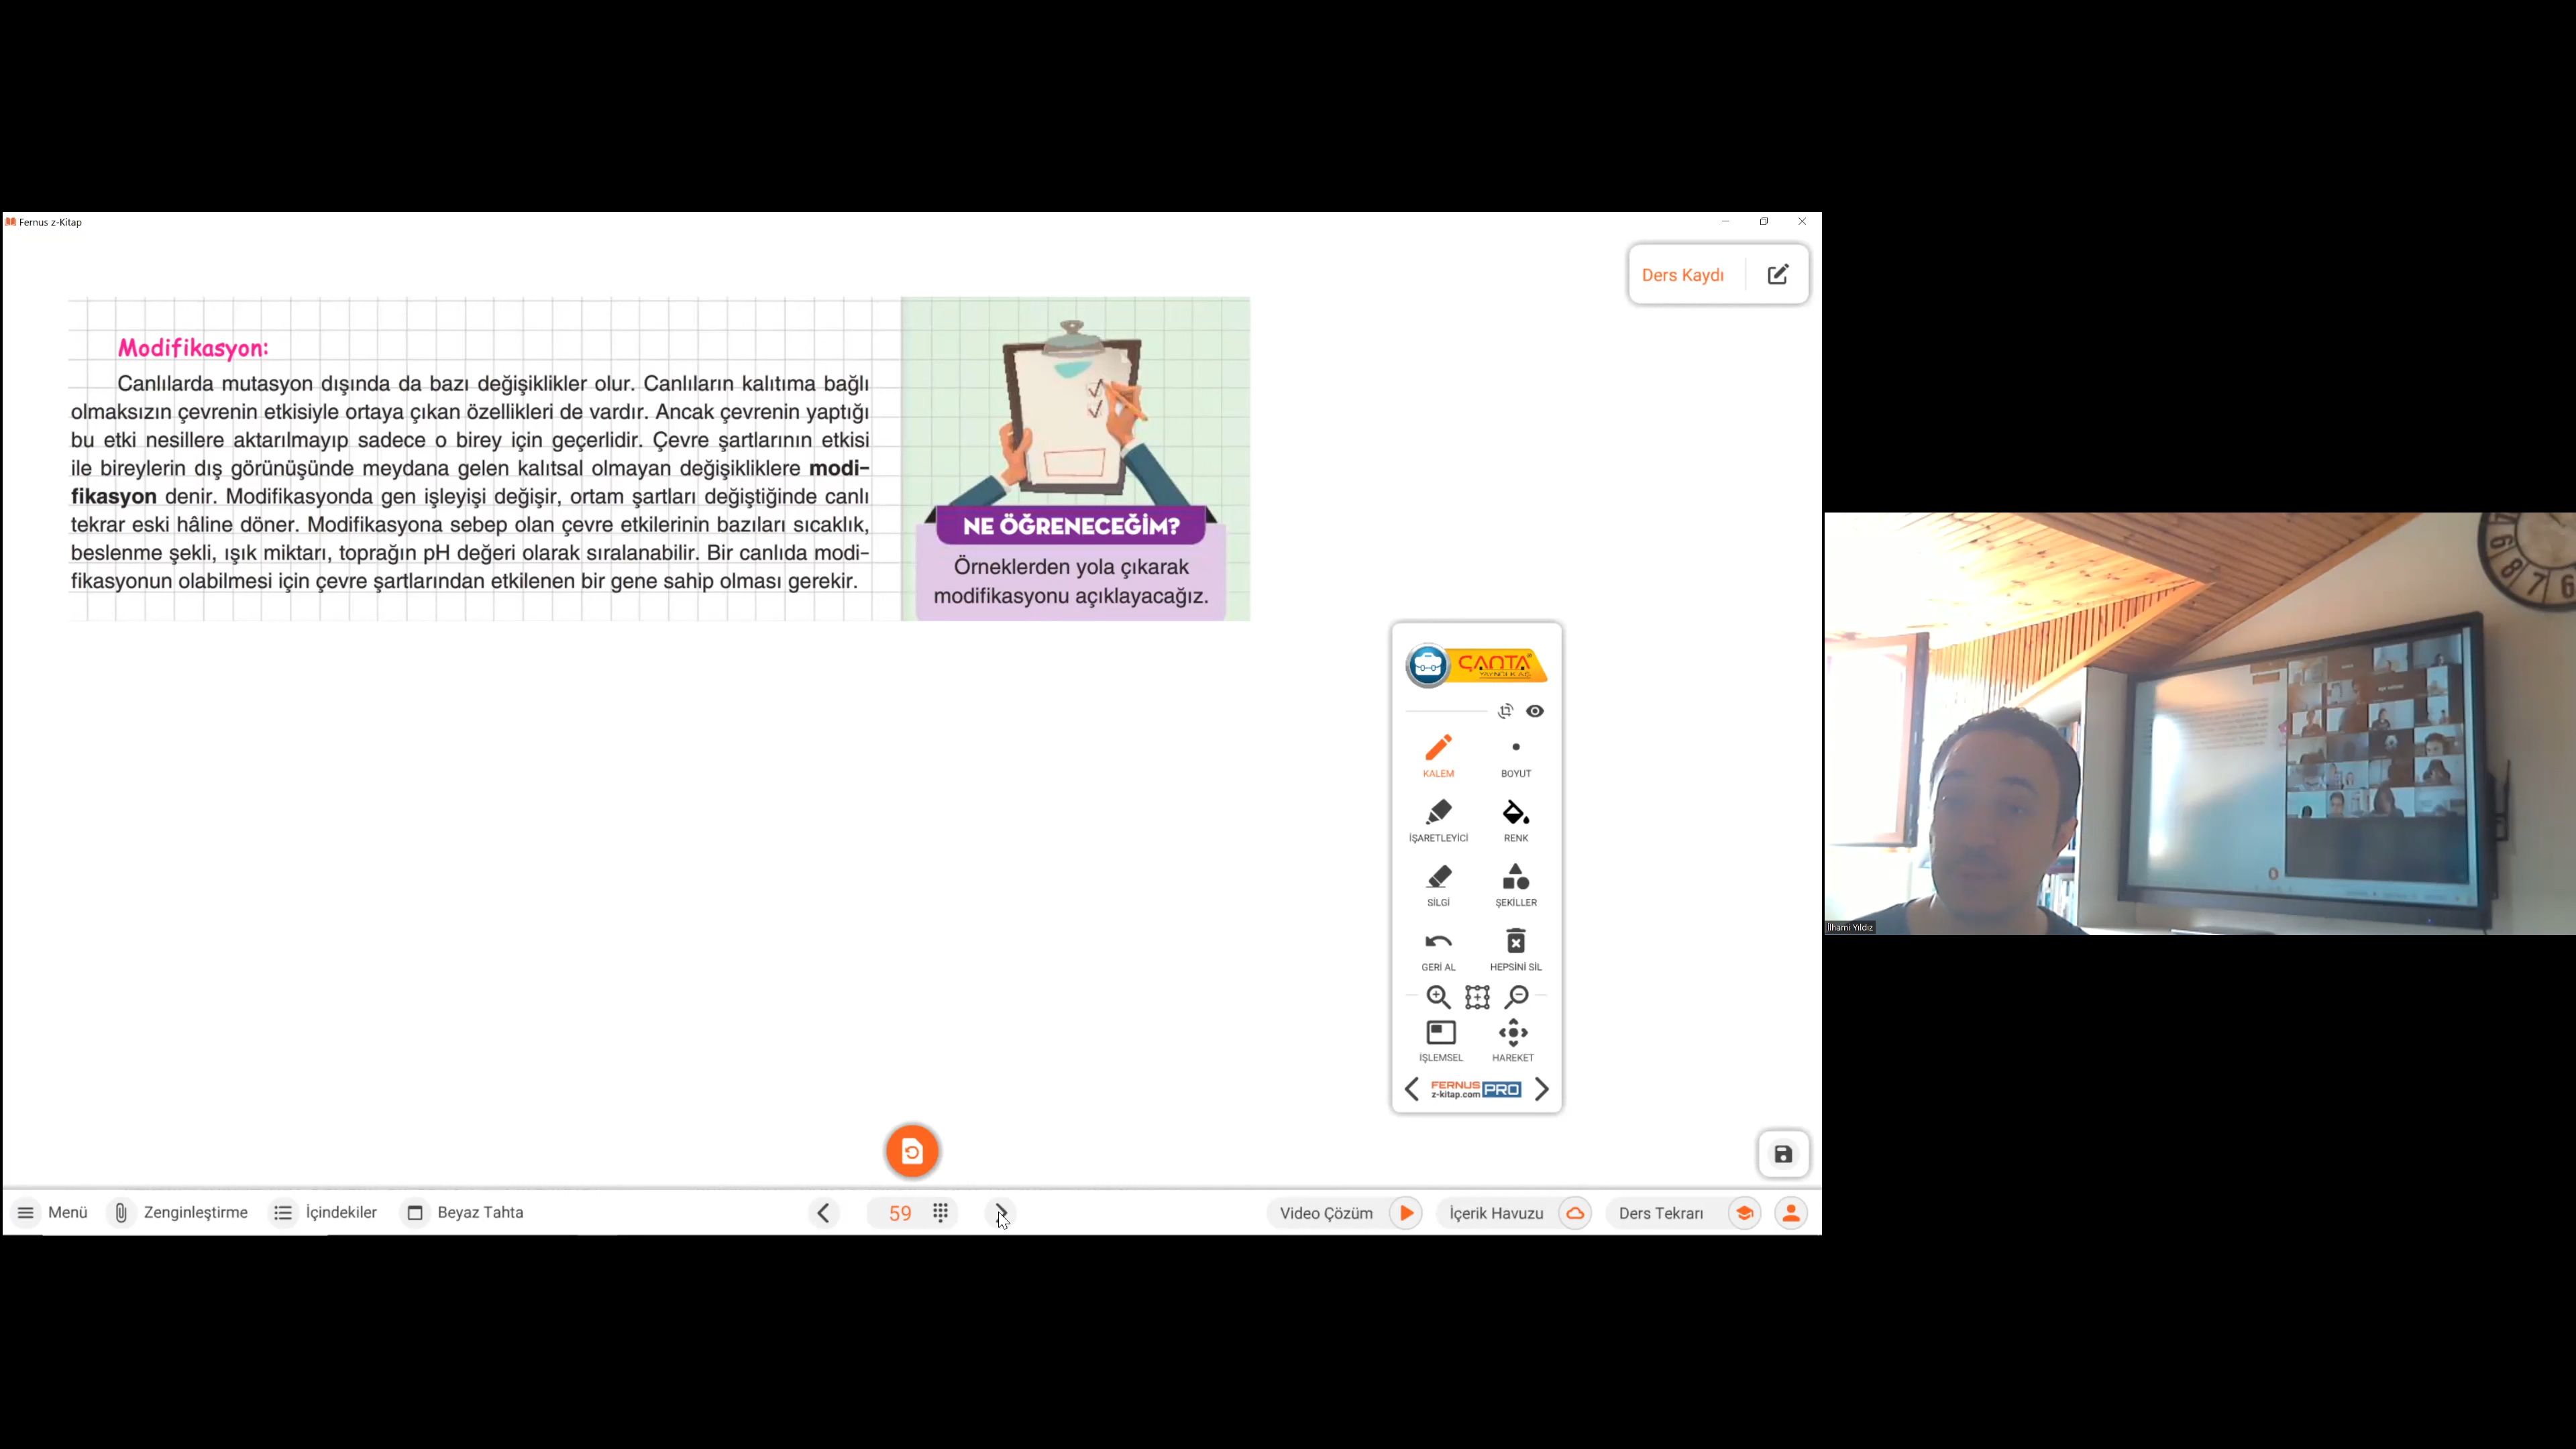 Fernus z-Kitap
Ders Kaydı
Modifikasyon:
Canlılarda mutasyon dışında da bazı değişiklikler olur. Canlıların kalıtıma bağlı
olmaksızın çevrenin etkisiyle ortaya çıkan özellikleri de vardır. Ancak çevrenin yaptığı
bu etki nesillere aktarılmayıp sadece o birey için geçerlidir. Çevre şartlarının etkisi
ile bireylerin dış görünüşünde meydana gelen kalıtsal olmayan değişikliklere modi-
fikasyon denir. Modifikasyonda gen işleyişi değişir, ortam şartları değiştiğinde canlı
tekrar eski hâline döner. Modifikasyona sebep olan çevre etkilerinin bazıları sıcaklık,
beslenme şekli, ışık miktarı, toprağın pH değeri olarak sıralanabilir. Bir canlıda modi-
fikasyonun olabilmesi için çevre şartlarından etkilenen bir gene sahip olması gerekir.
NE ÖĞRENECEĞİM?
Örneklerden yola çıkarak
modifikasyonu açıklayacağız.
ÇANTA
YAYINCILIK A.Ş.
KALEM
BOYUT
İŞARETLEYİCİ
RENK
SİLGİ
ŞEKİLLER
GERİ AL
HEPSİNİ SİL
İŞLEMSEL
HAREKET
FERNUS PRO
z-kitap.com
Menü
Zenginleştirme
İçindekiler
Beyaz Tahta
59
Video Çözüm
İçerik Havuzu
Ders Tekrarı
İlhami Yıldız
6
7
8